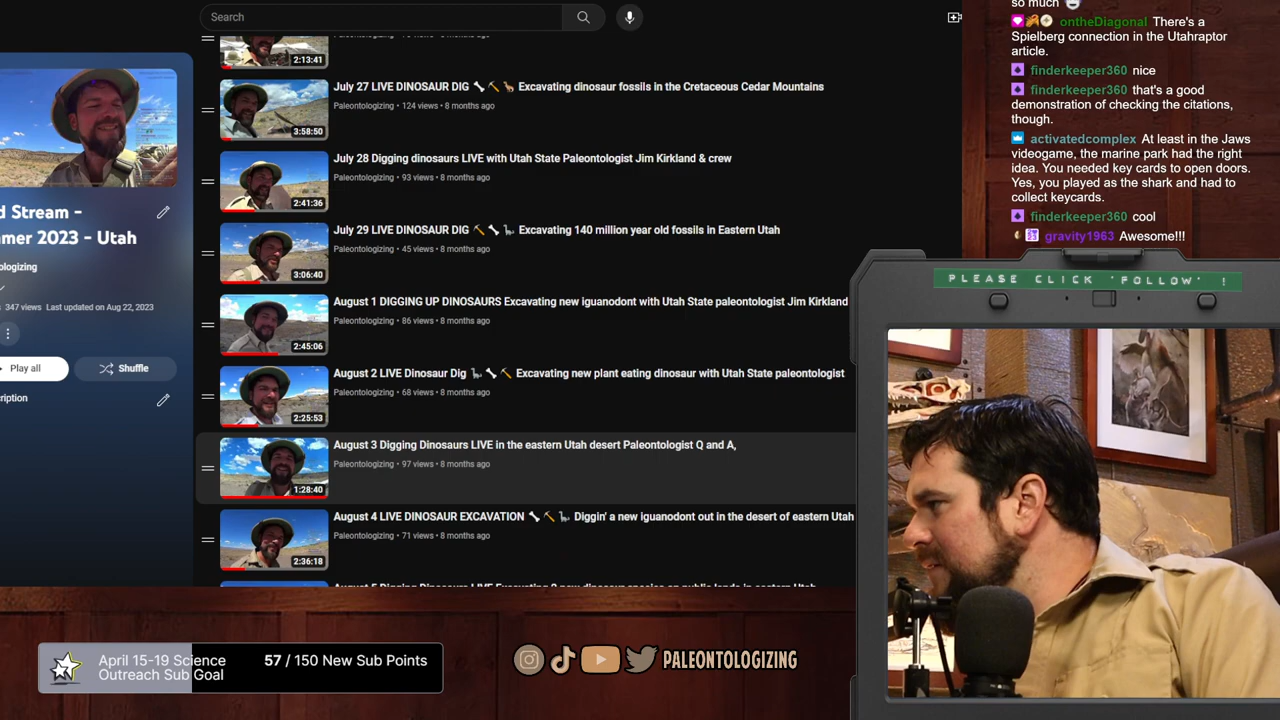 Search
2:13:41
July 27 LIVE DINOSAUR DIG 🦴 ⛏️ 🦒 Excavating dinosaur fossils in the Cretaceous Cedar Mountains
Paleontologizing • 124 views • 8 months ago
3:58:50
July 28 Digging dinosaurs LIVE with Utah State Paleontologist Jim Kirkland & crew
Paleontologizing • 93 views • 8 months ago
2:41:36
July 29 LIVE DINOSAUR DIG ⛏️ 🦴 🦕 Excavating 140 million year old fossils in Eastern Utah
Paleontologizing • 45 views • 8 months ago
3:06:40
August 1 DIGGING UP DINOSAURS Excavating new iguanodont with Utah State paleontologist Jim Kirkland
Paleontologizing • 86 views • 8 months ago
2:45:06
August 2 LIVE Dinosaur Dig 🦕 🦴 ⛏️ Excavating new plant eating dinosaur with Utah State paleontologist
Paleontologizing • 68 views • 8 months ago
2:25:53
August 3 Digging Dinosaurs LIVE in the eastern Utah desert Paleontologist Q and A,
Paleontologizing • 97 views • 8 months ago
1:28:40
August 4 LIVE DINOSAUR EXCAVATION 🦴 ⛏️ 🦕 Diggin' a new iguanodont out in the desert of eastern Utah
Paleontologizing • 71 views • 8 months ago
2:36:18
d Stream -
mer 2023 - Utah
ologizing
347 views Last updated on Aug 22, 2023
Play all
Shuffle
ription
so much
ontheDiagonal There's a
Spielberg connection in the Utahraptor
article.
finderkeeper360 nice
finderkeeper360 that's a good
demonstration of checking the citations,
though.
activatedcomplex At least in the Jaws
videogame, the marine park had the right
idea. You needed key cards to open doors.
Yes, you played as the shark and had to
collect keycards.
finderkeeper360 cool
gravity1963 Awesome!!!
PLEASE CLICK 'FOLLOW' !
April 15-19 Science
Outreach Sub Goal
57 / 150 New Sub Points
PALEONTOLOGIZING